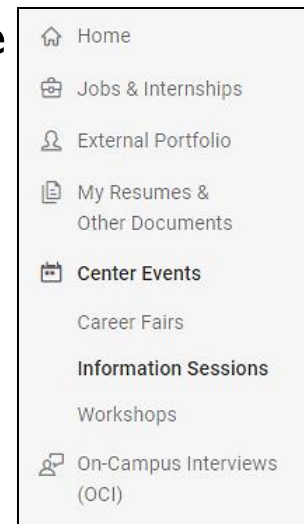 e
Home
Jobs & Internships
External Portfolio
My Resumes &
Other Documents
Center Events
Career Fairs
Information Sessions
Workshops
On-Campus Interviews
(OCI)